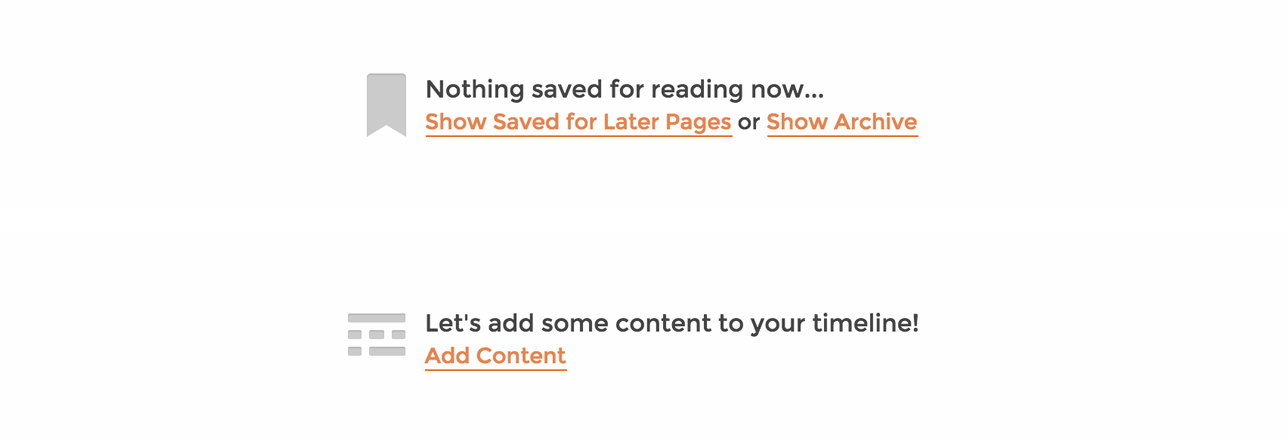 Nothing saved for reading now...
Show Saved for Later Pages or Show Archive
Let's add some content to your timeline!
Add Content